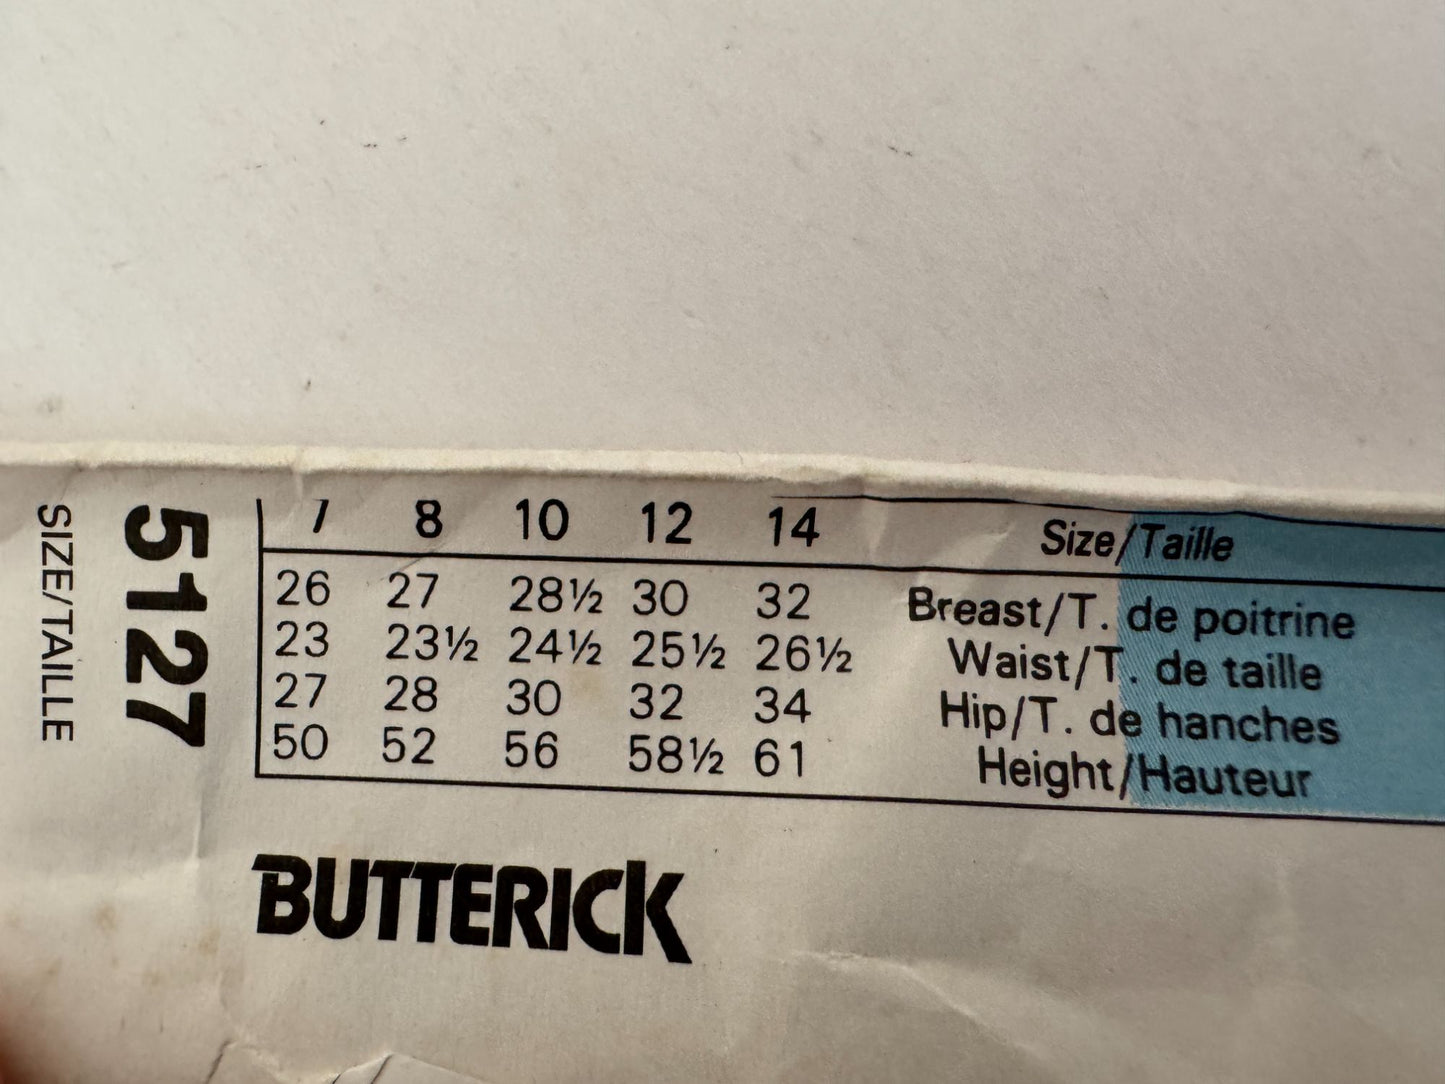 SIZE/TAILLE
5127
7 8 10 12 14 Size/Taille
26 27 28½ 30 32 Breast/T. de poitrine
23 23½ 24½ 25½ 26½ Waist/T. de taille
27 28 30 32 34 Hip/T. de hanches
50 52 56 58½ 61 Height/Hauteur
BUTTERICK